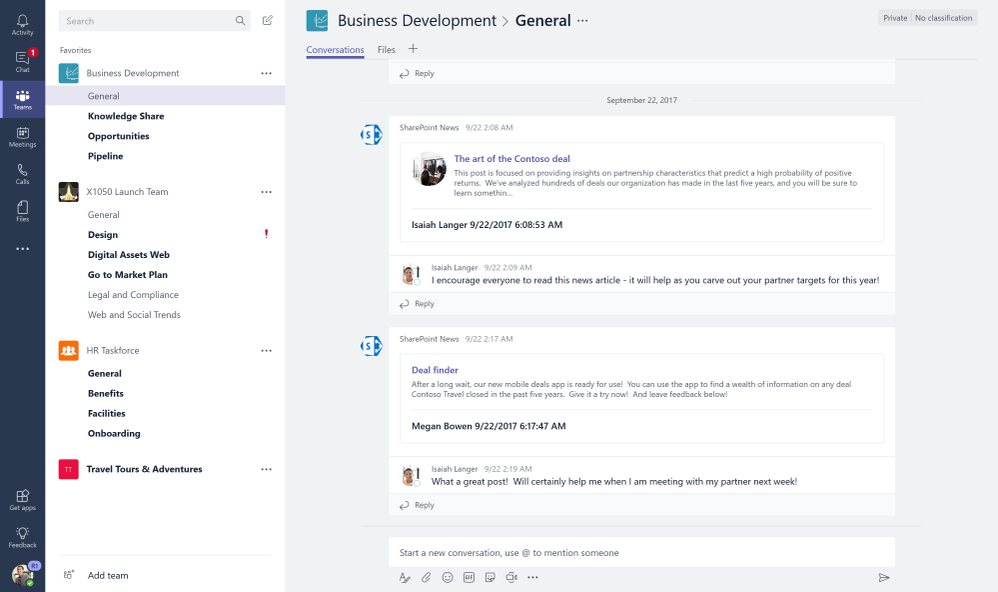 Activity
Chat
1
Teams
Meetings
Calls
Files
Get apps
Feedback
R1
Search
Favorites
Business Development
General
Knowledge Share
Opportunities
Pipeline
X1050 Launch Team
General
Design
!
Digital Assets Web
Go to Market Plan
Legal and Compliance
Web and Social Trends
HR Taskforce
General
Benefits
Facilities
Onboarding
TT
Travel Tours & Adventures
Add team
Business Development > General ···
Private No classification
Conversations Files +
Reply
September 22, 2017
S
SharePoint News 9/22 2:08 AM
The art of the Contoso deal
This post is focused on providing insights on partnership characteristics that predict a high probability of positive
returns. We've analyzed hundreds of deals our organization has made in the last five years, and you will be sure to
learn somethin...
Isaiah Langer 9/22/2017 6:08:53 AM
Isaiah Langer 9/22 2:09 AM
I encourage everyone to read this news article - it will help as you carve out your partner targets for this year!
Reply
S
SharePoint News 9/22 2:17 AM
Deal finder
After a long wait, our new mobile deals app is ready for use! You can use the app to find a wealth of information on any deal
Contoso Travel closed in the past five years. Give it a try now! And leave feedback below!
Megan Bowen 9/22/2017 6:17:47 AM
Isaiah Langer 9/22 2:19 AM
What a great post! Will certainly help me when I am meeting with my partner next week!
Reply
Start a new conversation, use @ to mention someone
GIF